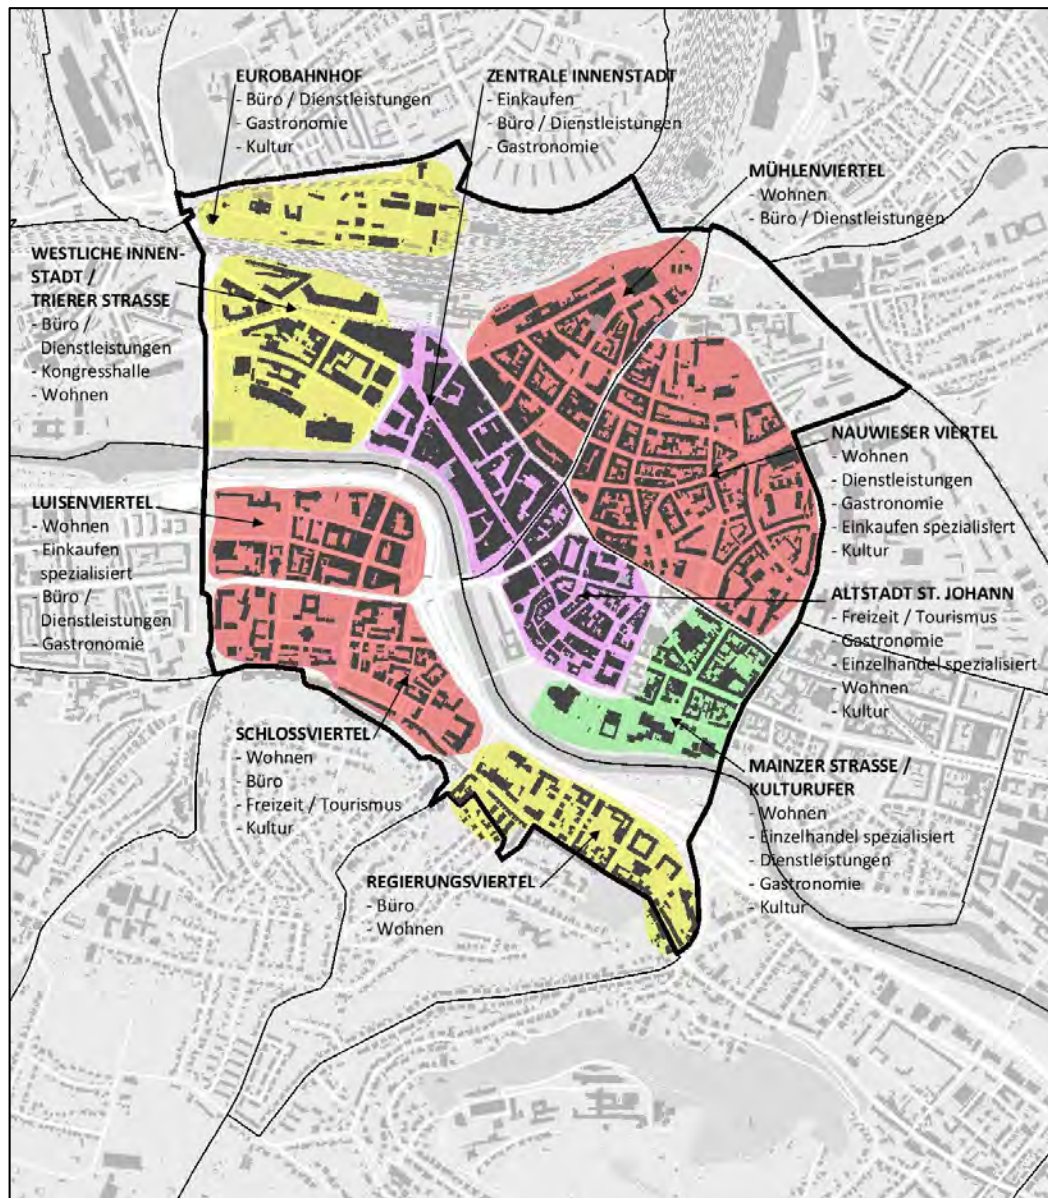 EUROBAHNHOF
- Büro / Dienstleistungen
- Gastronomie
- Kultur
ZENTRALE INNENSTADT
- Einkaufen
- Büro / Dienstleistungen
- Gastronomie
MÜHLENVIERTEL
- Wohnen
- Büro / Dienstleistungen
WESTLICHE INNEN-
STADT /
TRIERER STRASSE
- Büro /
Dienstleistungen
- Kongresshalle
- Wohnen
NAUWIESER VIERTEL
- Wohnen
- Dienstleistungen
- Gastronomie
- Einkaufen spezialisiert
- Kultur
LUISENVIERTEL
- Wohnen
- Einkaufen
spezialisiert
- Büro /
Dienstleistungen
- Gastronomie
ALTSTADT ST. JOHANN
- Freizeit / Tourismus
- Gastronomie
- Einzelhandel spezialisiert
- Wohnen
- Kultur
SCHLOSSVIERTEL
- Wohnen
- Büro
- Freizeit / Tourismus
- Kultur
MAINZER STRASSE /
KULTURUFER
- Wohnen
- Einzelhandel spezialisiert
- Dienstleistungen
- Gastronomie
- Kultur
REGIERUNGSVIERTEL
- Büro
- Wohnen